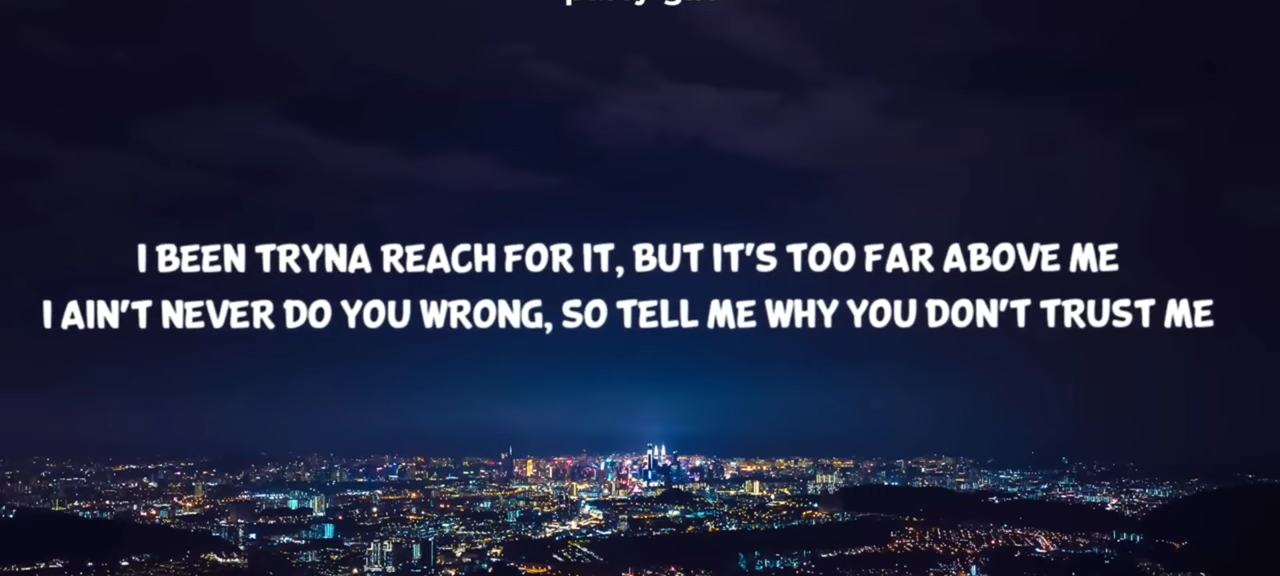 I BEEN TRYNA REACH FOR IT, BUT IT'S TOO FAR ABOVE ME
I AIN'T NEVER DO YOU WRONG, SO TELL ME WHY YOU DON'T TRUST ME